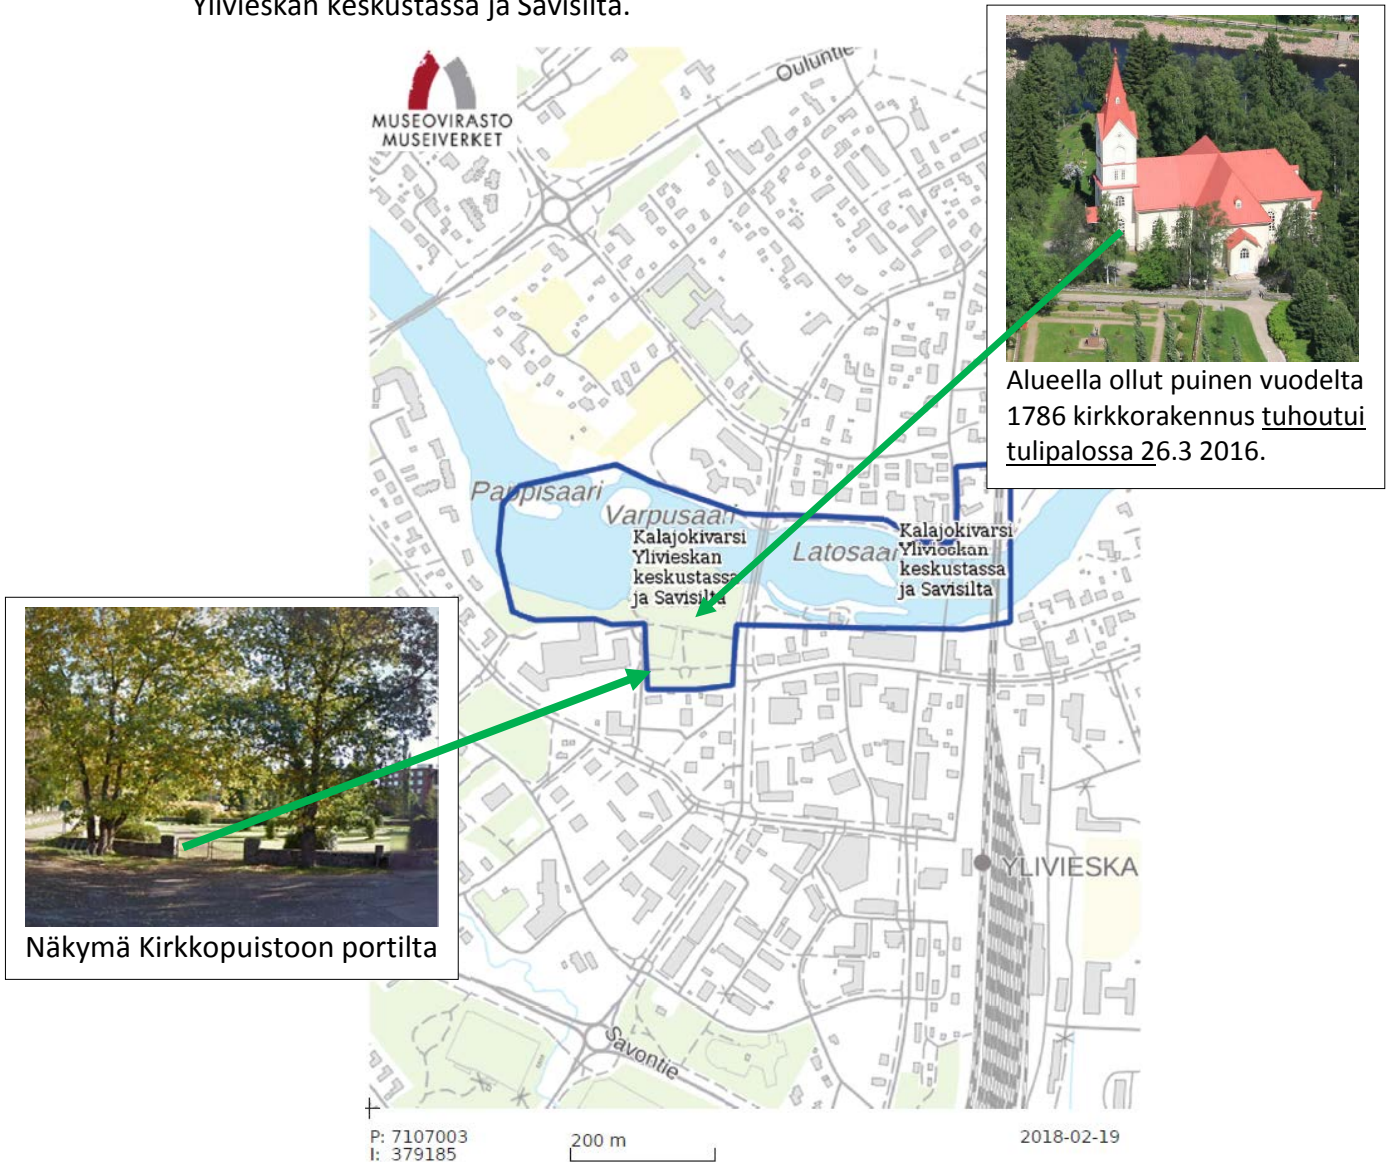 Ylivieskan keskustassa ja Savisilta.
MUSEOVIRASTO
MUSEIVERKET
Ouluntie
Alueella ollut puinen vuodelta
1786 kirkkorakennus tuhoutui
tulipalossa 26.3 2016.
Pappisaari
Varpusaari
Kalajokivarsi
Ylivieskan
keskustassa
ja Savisilta
Latosaari
Kalajokivarsi
Ylivieskan
keskustassa
ja Savisilta
Näkymä Kirkkopuistoon portilta
YLIVIESKA
Savontie
P: 7107003
I: 379185
200 m
2018-02-19